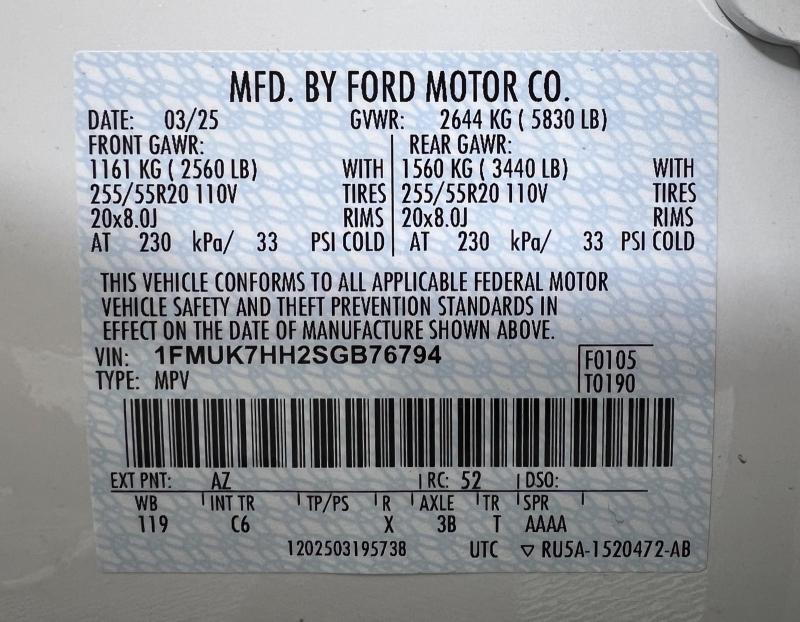 MFD. BY FORD MOTOR CO.
DATE: 03/25 GVWR: 2644 KG ( 5830 LB)
FRONT GAWR: REAR GAWR:
1161 KG ( 2560 LB) WITH 1560 KG ( 3440 LB) WITH
255/55R20 110V TIRES 255/55R20 110V TIRES
20x8.0J RIMS 20x8.0J RIMS
AT 230 kPa/ 33 PSI COLD AT 230 kPa/ 33 PSI COLD
THIS VEHICLE CONFORMS TO ALL APPLICABLE FEDERAL MOTOR
VEHICLE SAFETY AND THEFT PREVENTION STANDARDS IN
EFFECT ON THE DATE OF MANUFACTURE SHOWN ABOVE.
VIN: 1FMUK7HH2SGB76794 F0105
TYPE: MPV T0190
EXT PNT: AZ RC: 52 DSO:
WB INT TR TP/PS R AXLE TR SPR
119 C6 X 3B T AAAA
1202503195738 UTC ▽ RU5A-1520472-AB